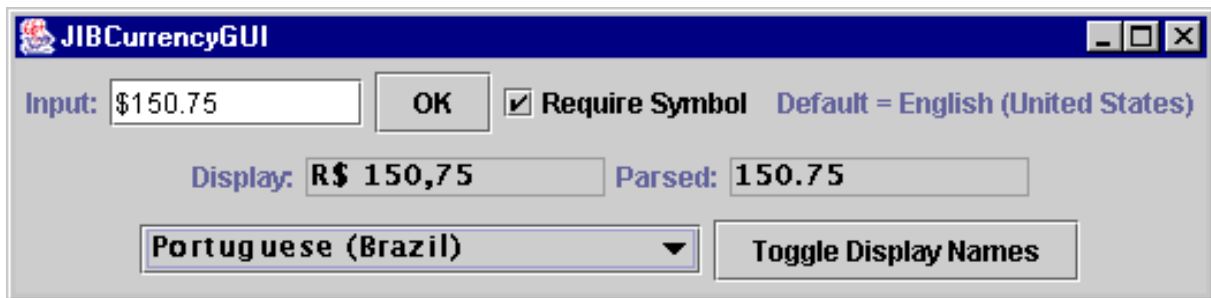 JIBCurrencyGUI
Input: $150.75 OK Require Symbol Default = English (United States)
Display: R$ 150,75 Parsed: 150.75
Portuguese (Brazil) Toggle Display Names